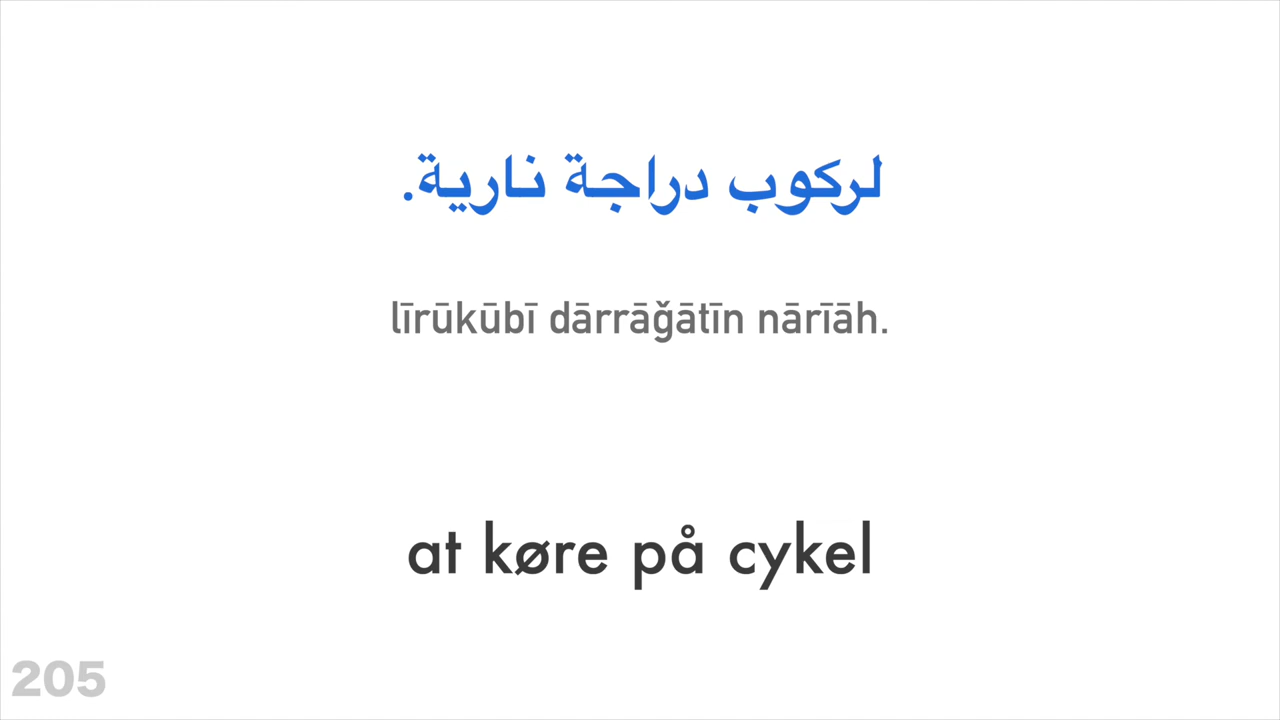 لركوب دراجة نارية.
līrūkūbī dārrāğātīn nārīāh.
at køre på cykel
205